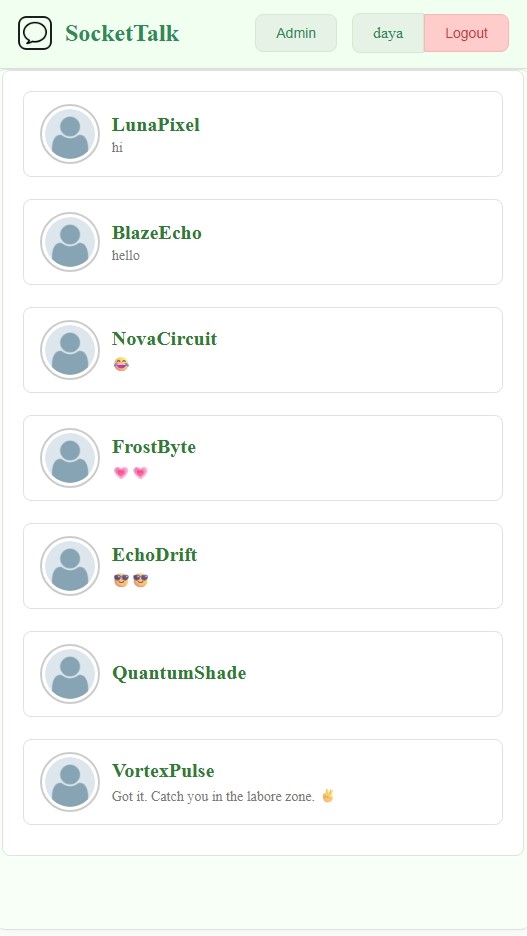 SocketTalk
Admin
daya
Logout
LunaPixel
hi
BlazeEcho
hello
NovaCircuit
😂
FrostByte
💗 💗
EchoDrift
😎 😎
QuantumShade
VortexPulse
Got it. Catch you in the labore zone. ✌